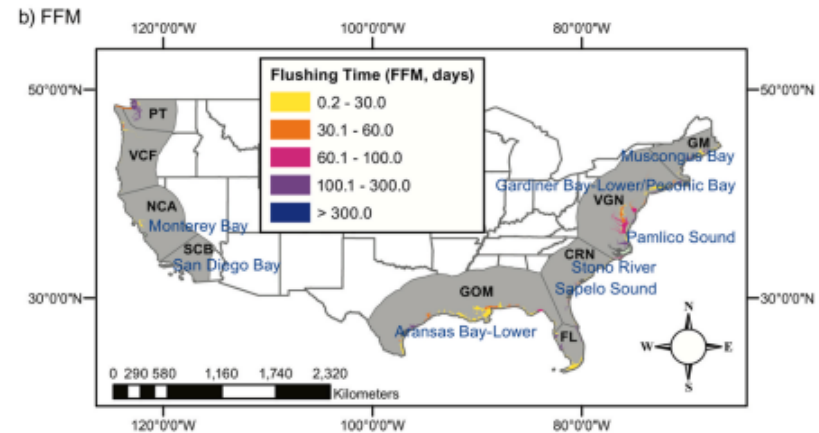 b) FFM
120°0'0"W 100°0'0"W 80°0'0"W
50°0'0"N 50°0'0"N
Flushing Time (FFM, days)
0.2 - 30.0
30.1 - 60.0
60.1 - 100.0
100.1 - 300.0
> 300.0
PT
GM
Muscongus Bay
VCF
Gardiner Bay-Lower/Peconic Bay
VGN
NCA
Monterey Bay
Pamlico Sound
SCB
CRN
San Diego Bay
Stono River
GOM
Sapelo Sound
30°0'0"N 30°0'0"N
Aransas Bay-Lower
FL
N
W E
S
0 290 580 1,160 1,740 2,320
Kilometers
120°0'0"W 100°0'0"W 80°0'0"W